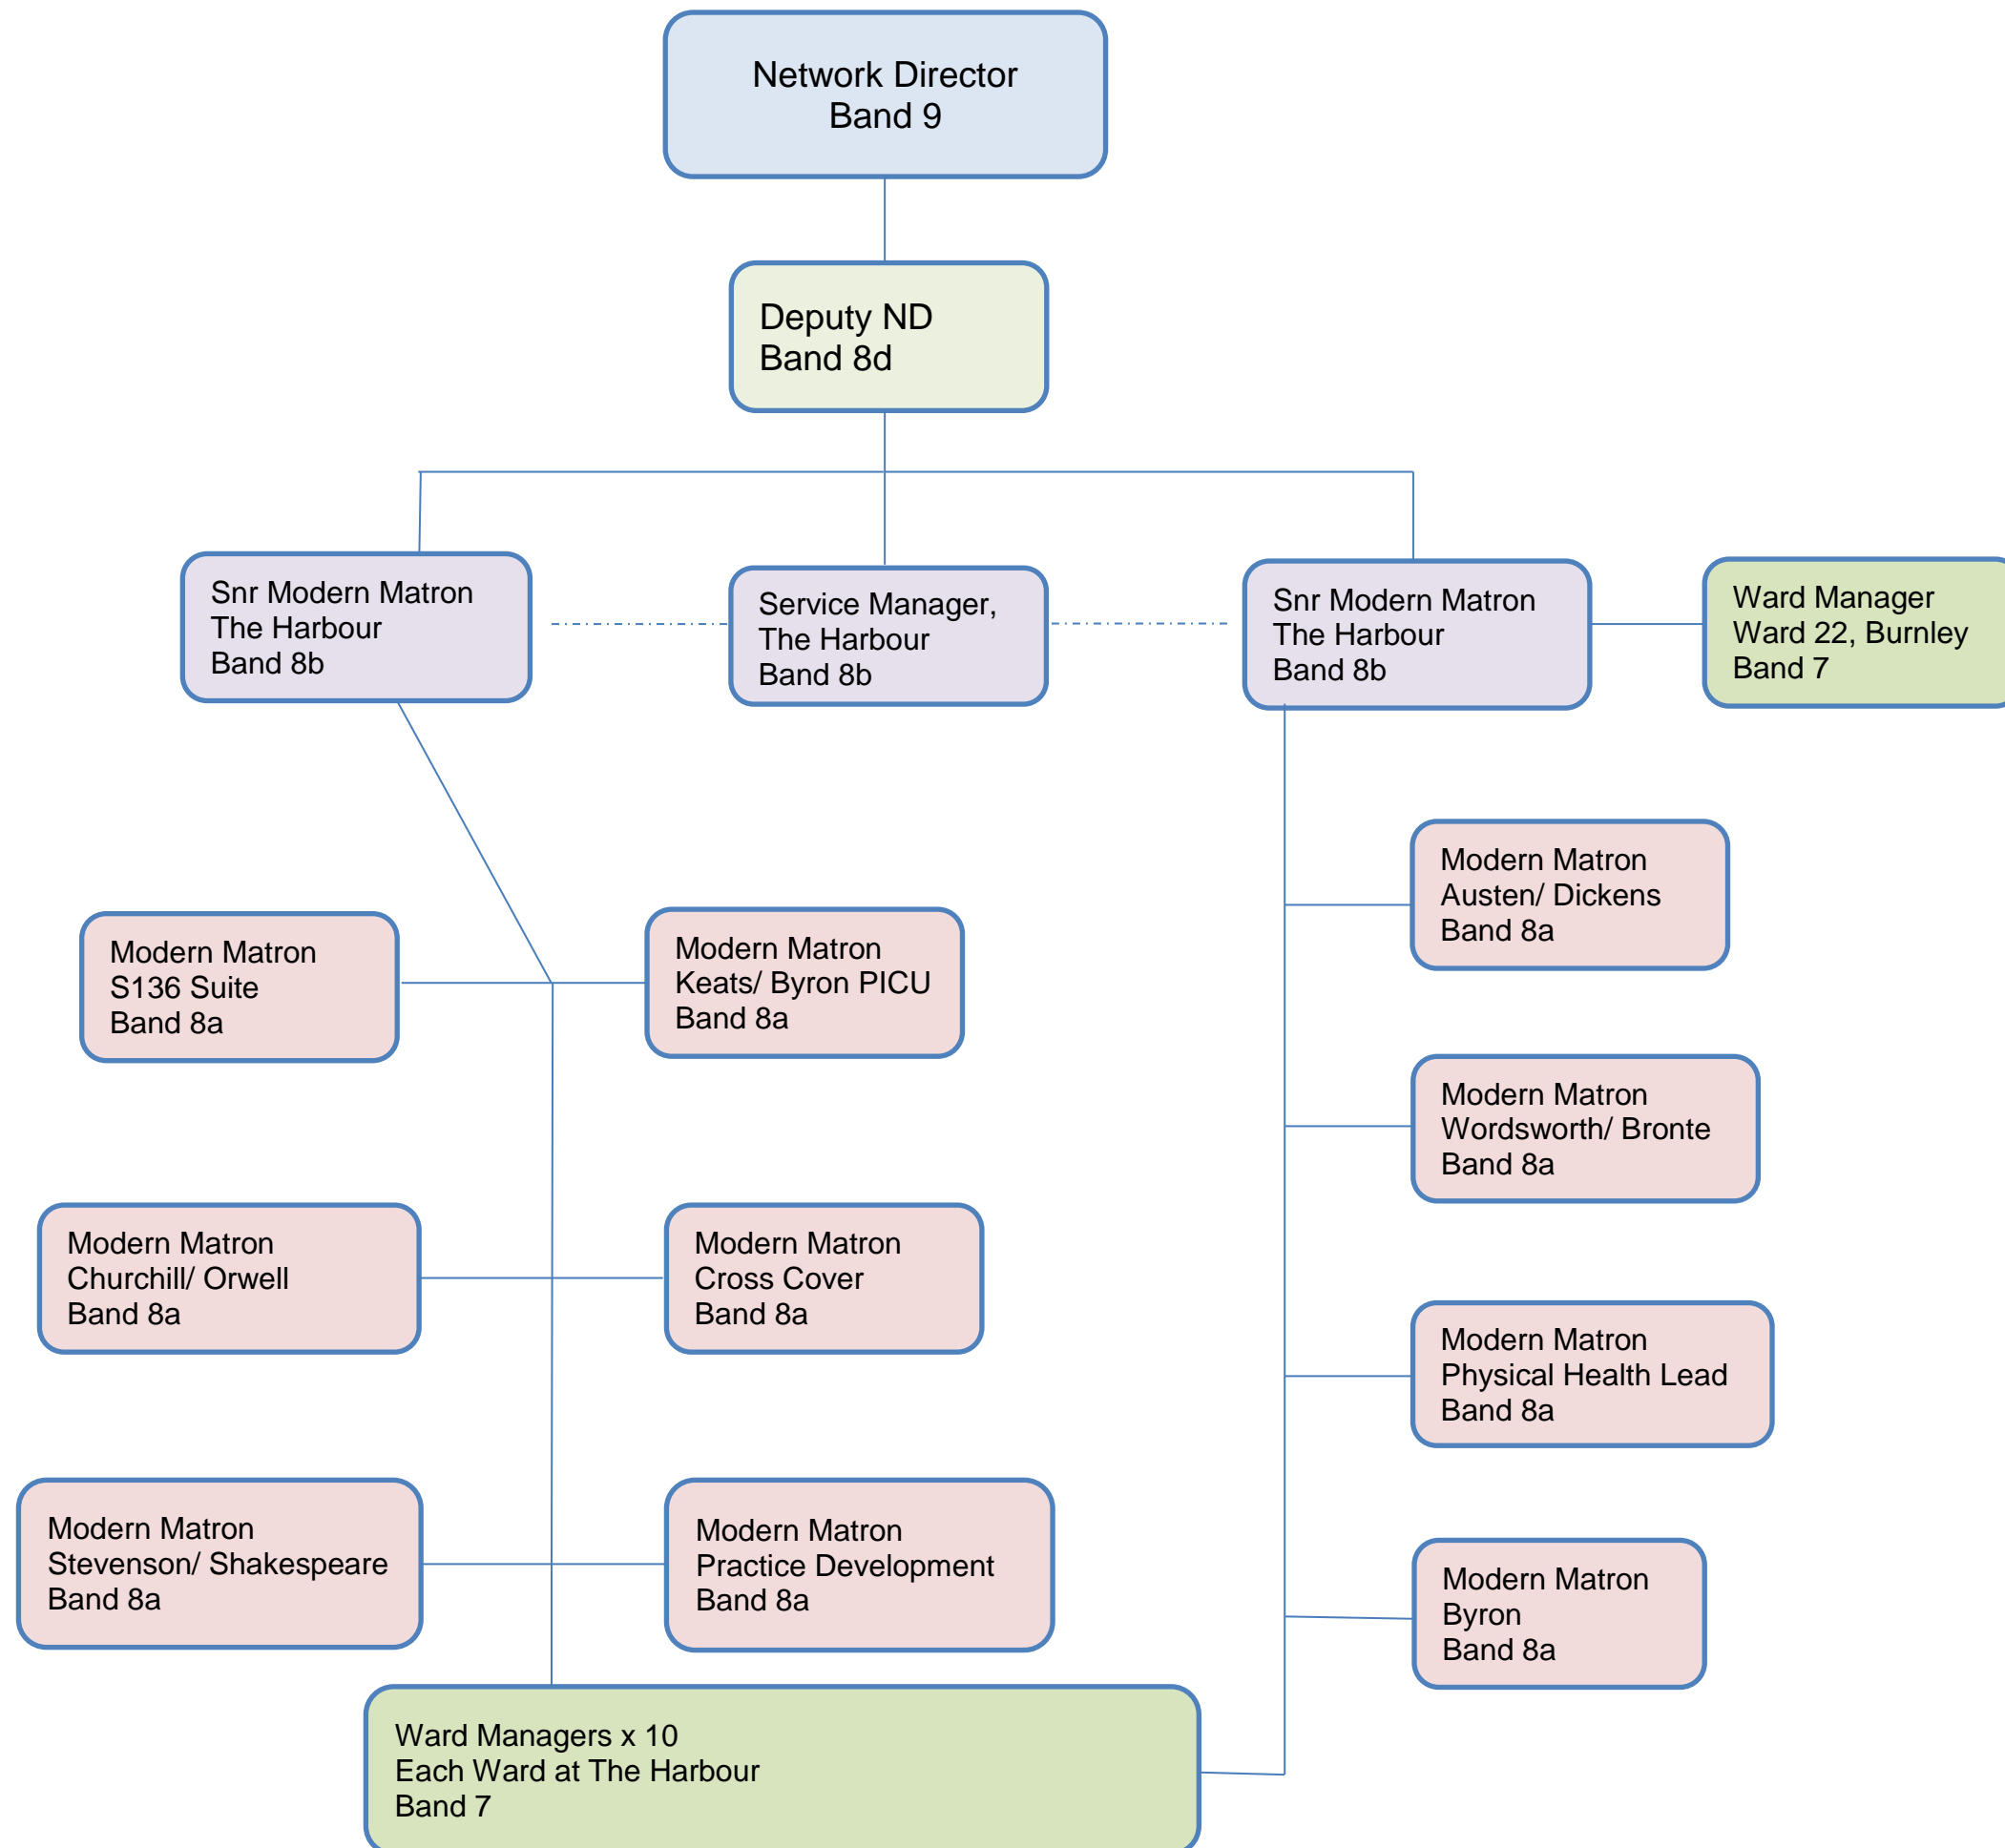 Network Director
Band 9
Deputy ND
Band 8d
Snr Modern Matron
The Harbour
Band 8b
Service Manager,
The Harbour
Band 8b
Snr Modern Matron
The Harbour
Band 8b
Ward Manager
Ward 22, Burnley
Band 7
Modern Matron
Austen/ Dickens
Band 8a
Modern Matron
S136 Suite
Band 8a
Modern Matron
Keats/ Byron PICU
Band 8a
Modern Matron
Wordsworth/ Bronte
Band 8a
Modern Matron
Churchill/ Orwell
Band 8a
Modern Matron
Cross Cover
Band 8a
Modern Matron
Physical Health Lead
Band 8a
Modern Matron
Stevenson/ Shakespeare
Band 8a
Modern Matron
Practice Development
Band 8a
Modern Matron
Byron
Band 8a
Ward Managers x 10
Each Ward at The Harbour
Band 7